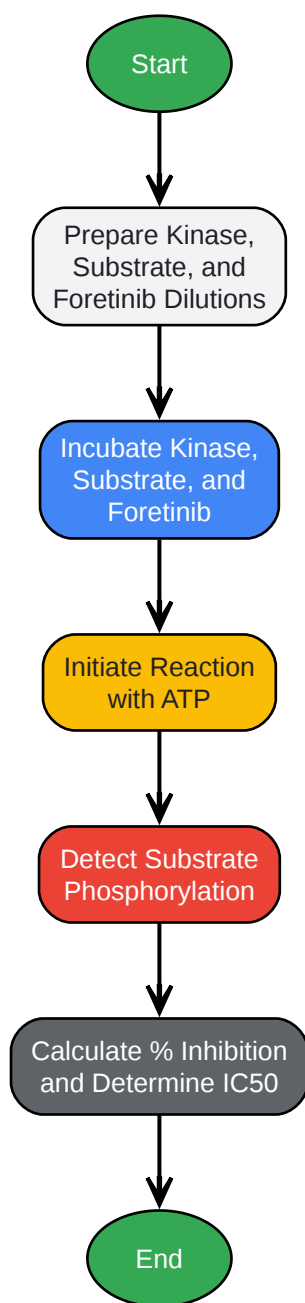 Start
Prepare Kinase,
Substrate, and
Foretinib Dilutions
Incubate Kinase,
Substrate, and
Foretinib
Initiate Reaction
with ATP
Detect Substrate
Phosphorylation
Calculate % Inhibition
and Determine IC50
End